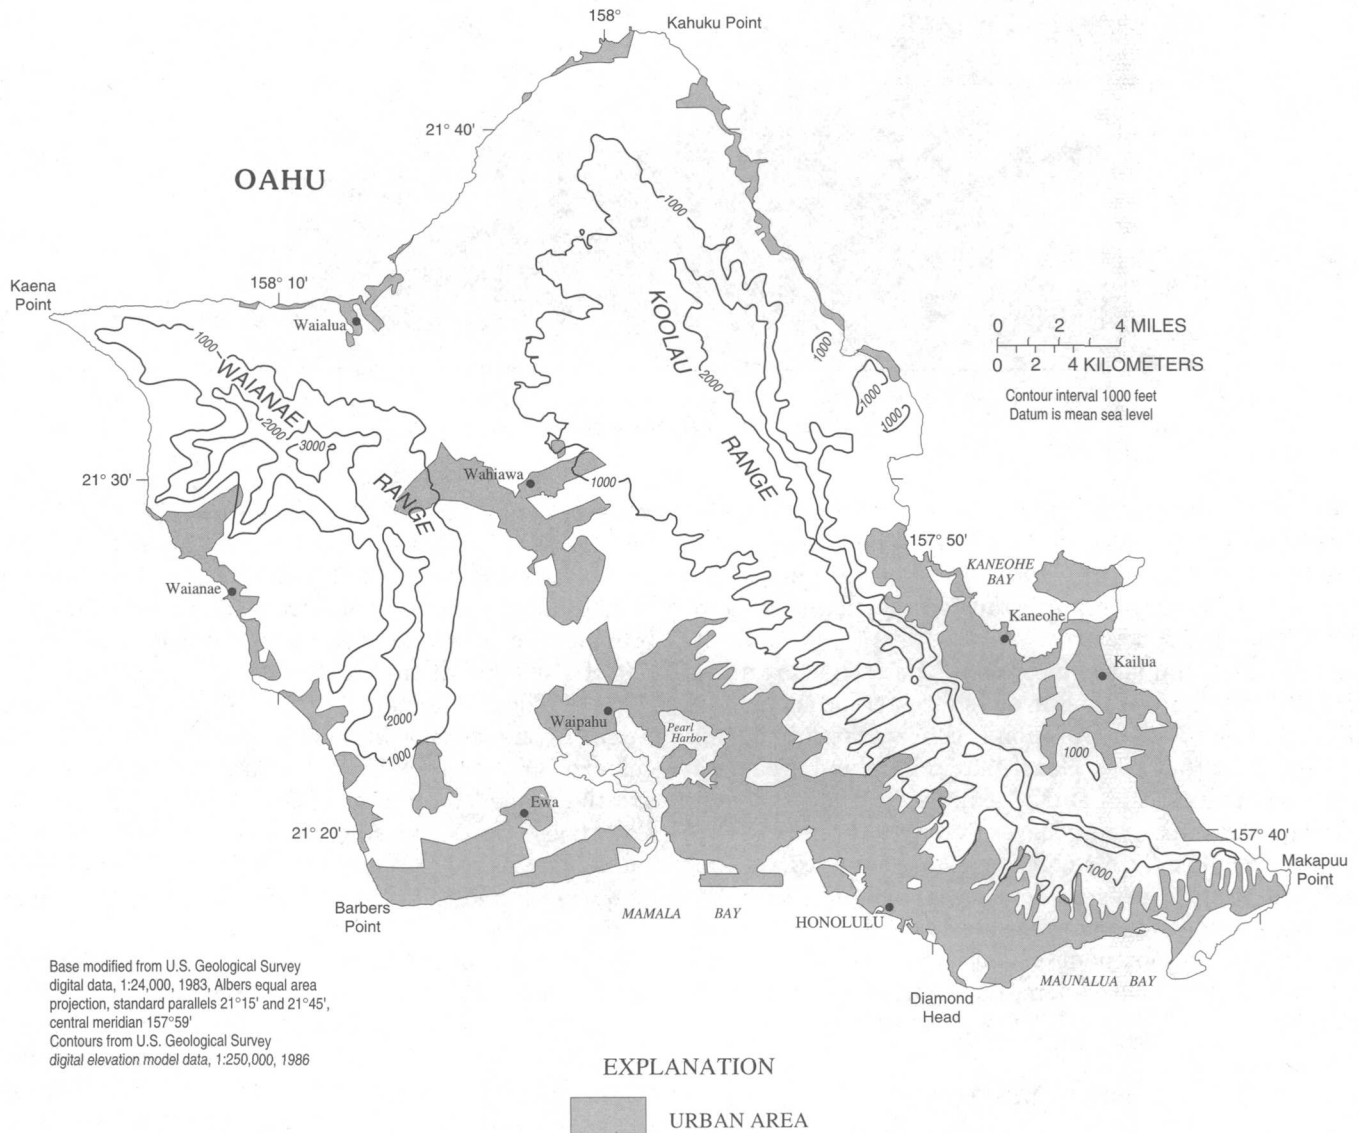 158°
Kahuku Point
21° 40'
OAHU
1000
Kaena
Point
158° 10'
Waialua
KOOLAU
RANGE
2000
1000
1000
1000
0 2 4 MILES
0 2 4 KILOMETERS
Contour interval 1000 feet
Datum is mean sea level
1000
WAIANAE
RANGE
2000
3000
21° 30'
Wahiawa
1000
157° 50'
KANEOHE
BAY
Waianae
Kaneohe
Kailua
2000
1000
Waipahu
Pearl
Harbor
1000
Ewa
21° 20'
157° 40'
1000
Makapuu
Point
Barbers
Point
MAMALA BAY
HONOLULU
MAUNALUA BAY
Diamond
Head
Base modified from U.S. Geological Survey
digital data, 1:24,000, 1983, Albers equal area
projection, standard parallels 21°15' and 21°45',
central meridian 157°59'
Contours from U.S. Geological Survey
digital elevation model data, 1:250,000, 1986
EXPLANATION
URBAN AREA